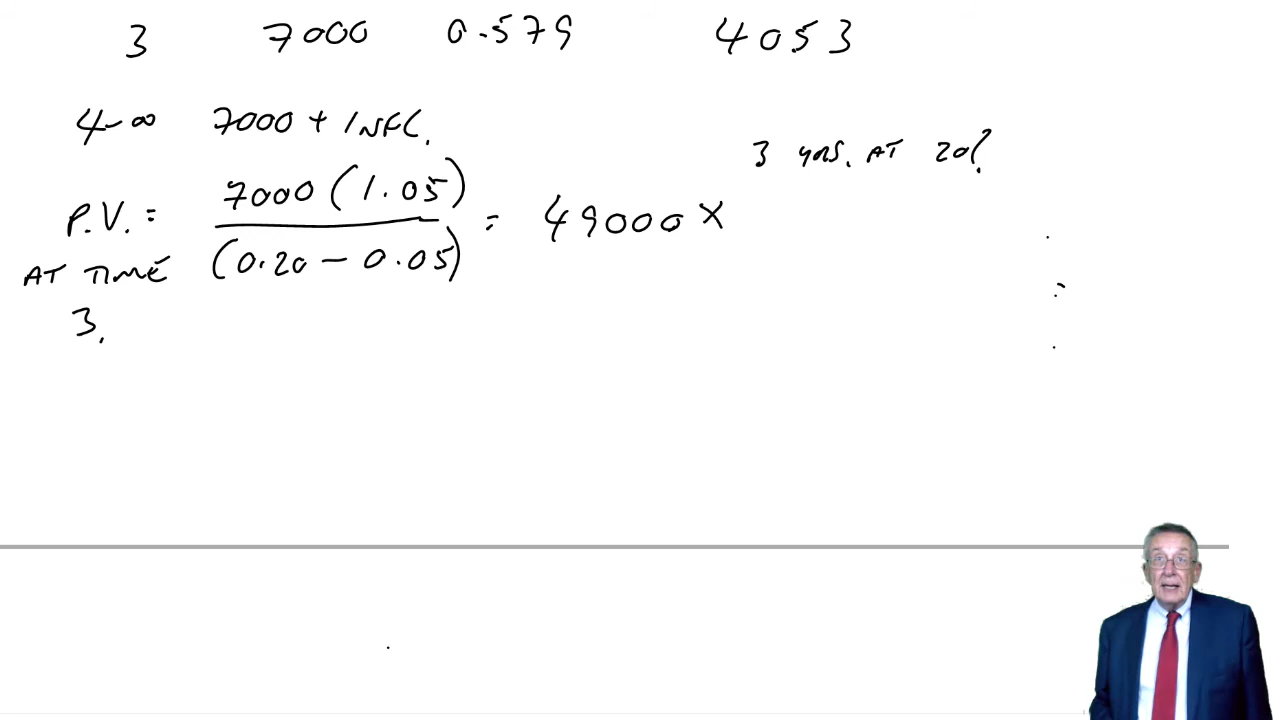 3 7000 0.579 4053
4-∞ 7000 + INFL.
3 YRS. AT 20%
P.V. = 7000 (1.05) / (0.20 - 0.05) = 49000 ×
AT TIME
3.